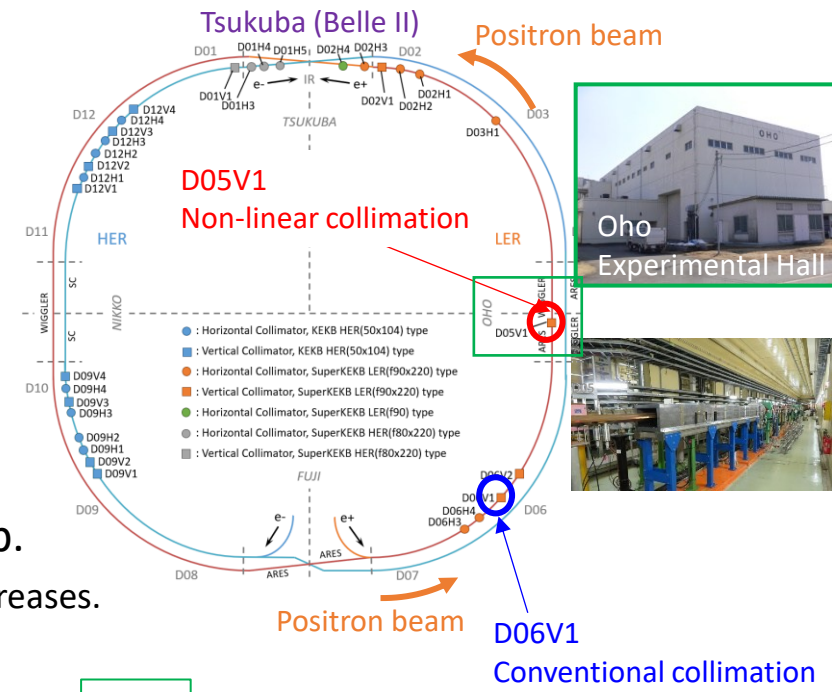 Tsukuba (Belle II)
Positron beam
D01
D01H4
D01H5
D02H4
D02H3
D02
D01V1
D01H3
e-
IR
e+
D02V1
D02H2
D02H1
TSUKUBA
D03
D03H1
D12
D12V4
D12H4
D12V3
D12H3
D12H2
D12V2
D12H1
D12V1
D05V1
Non-linear collimation
OHO
Oho
Experimental Hall
D11
HER
LER
WIGGLER
SC
SC
NIKKO
OHO
WIGGLER
ARES
D05V1
ARES
: Horizontal Collimator, KEKB HER(50x104) type
: Vertical Collimator, KEKB HER(50x104) type
: Horizontal Collimator, SuperKEKB LER(f90x220) type
: Vertical Collimator, SuperKEKB LER(f90x220) type
: Horizontal Collimator, SuperKEKB LER(f90) type
: Horizontal Collimator, SuperKEKB HER(f80x220) type
: Vertical Collimator, SuperKEKB HER(f80x220) type
D10
D09V4
D09H4
D09V3
D09H3
D09H2
D09H1
D09V2
D09V1
D09
FUJI
D06V2
D06H4
D06H3
D06
e-
e+
ARES
ARES
D08
D07
reases.
Positron beam
D06V1
Conventional collimation